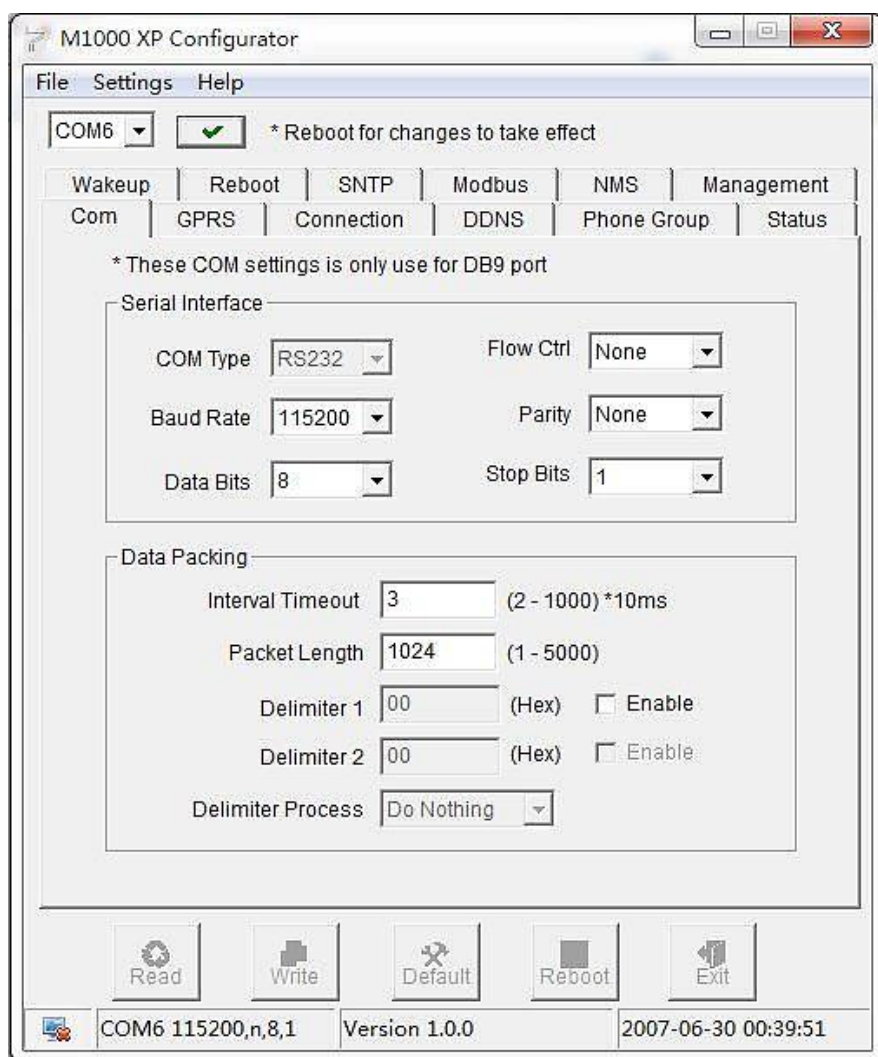 M1000 XP Configurator
File Settings Help
COM6 * Reboot for changes to take effect
Wakeup Reboot SNTP Modbus NMS Management
Com GPRS Connection DDNS Phone Group Status
* These COM settings is only use for DB9 port
Serial Interface
COM Type RS232 Flow Ctrl None
Baud Rate 115200 Parity None
Data Bits 8 Stop Bits 1
Data Packing
Interval Timeout 3 (2 - 1000) *10ms
Packet Length 1024 (1 - 5000)
Delimiter 1 00 (Hex) Enable
Delimiter 2 00 (Hex) Enable
Delimiter Process Do Nothing
Read Write Default Reboot Exit
COM6 115200,n,8,1 Version 1.0.0 2007-06-30 00:39:51